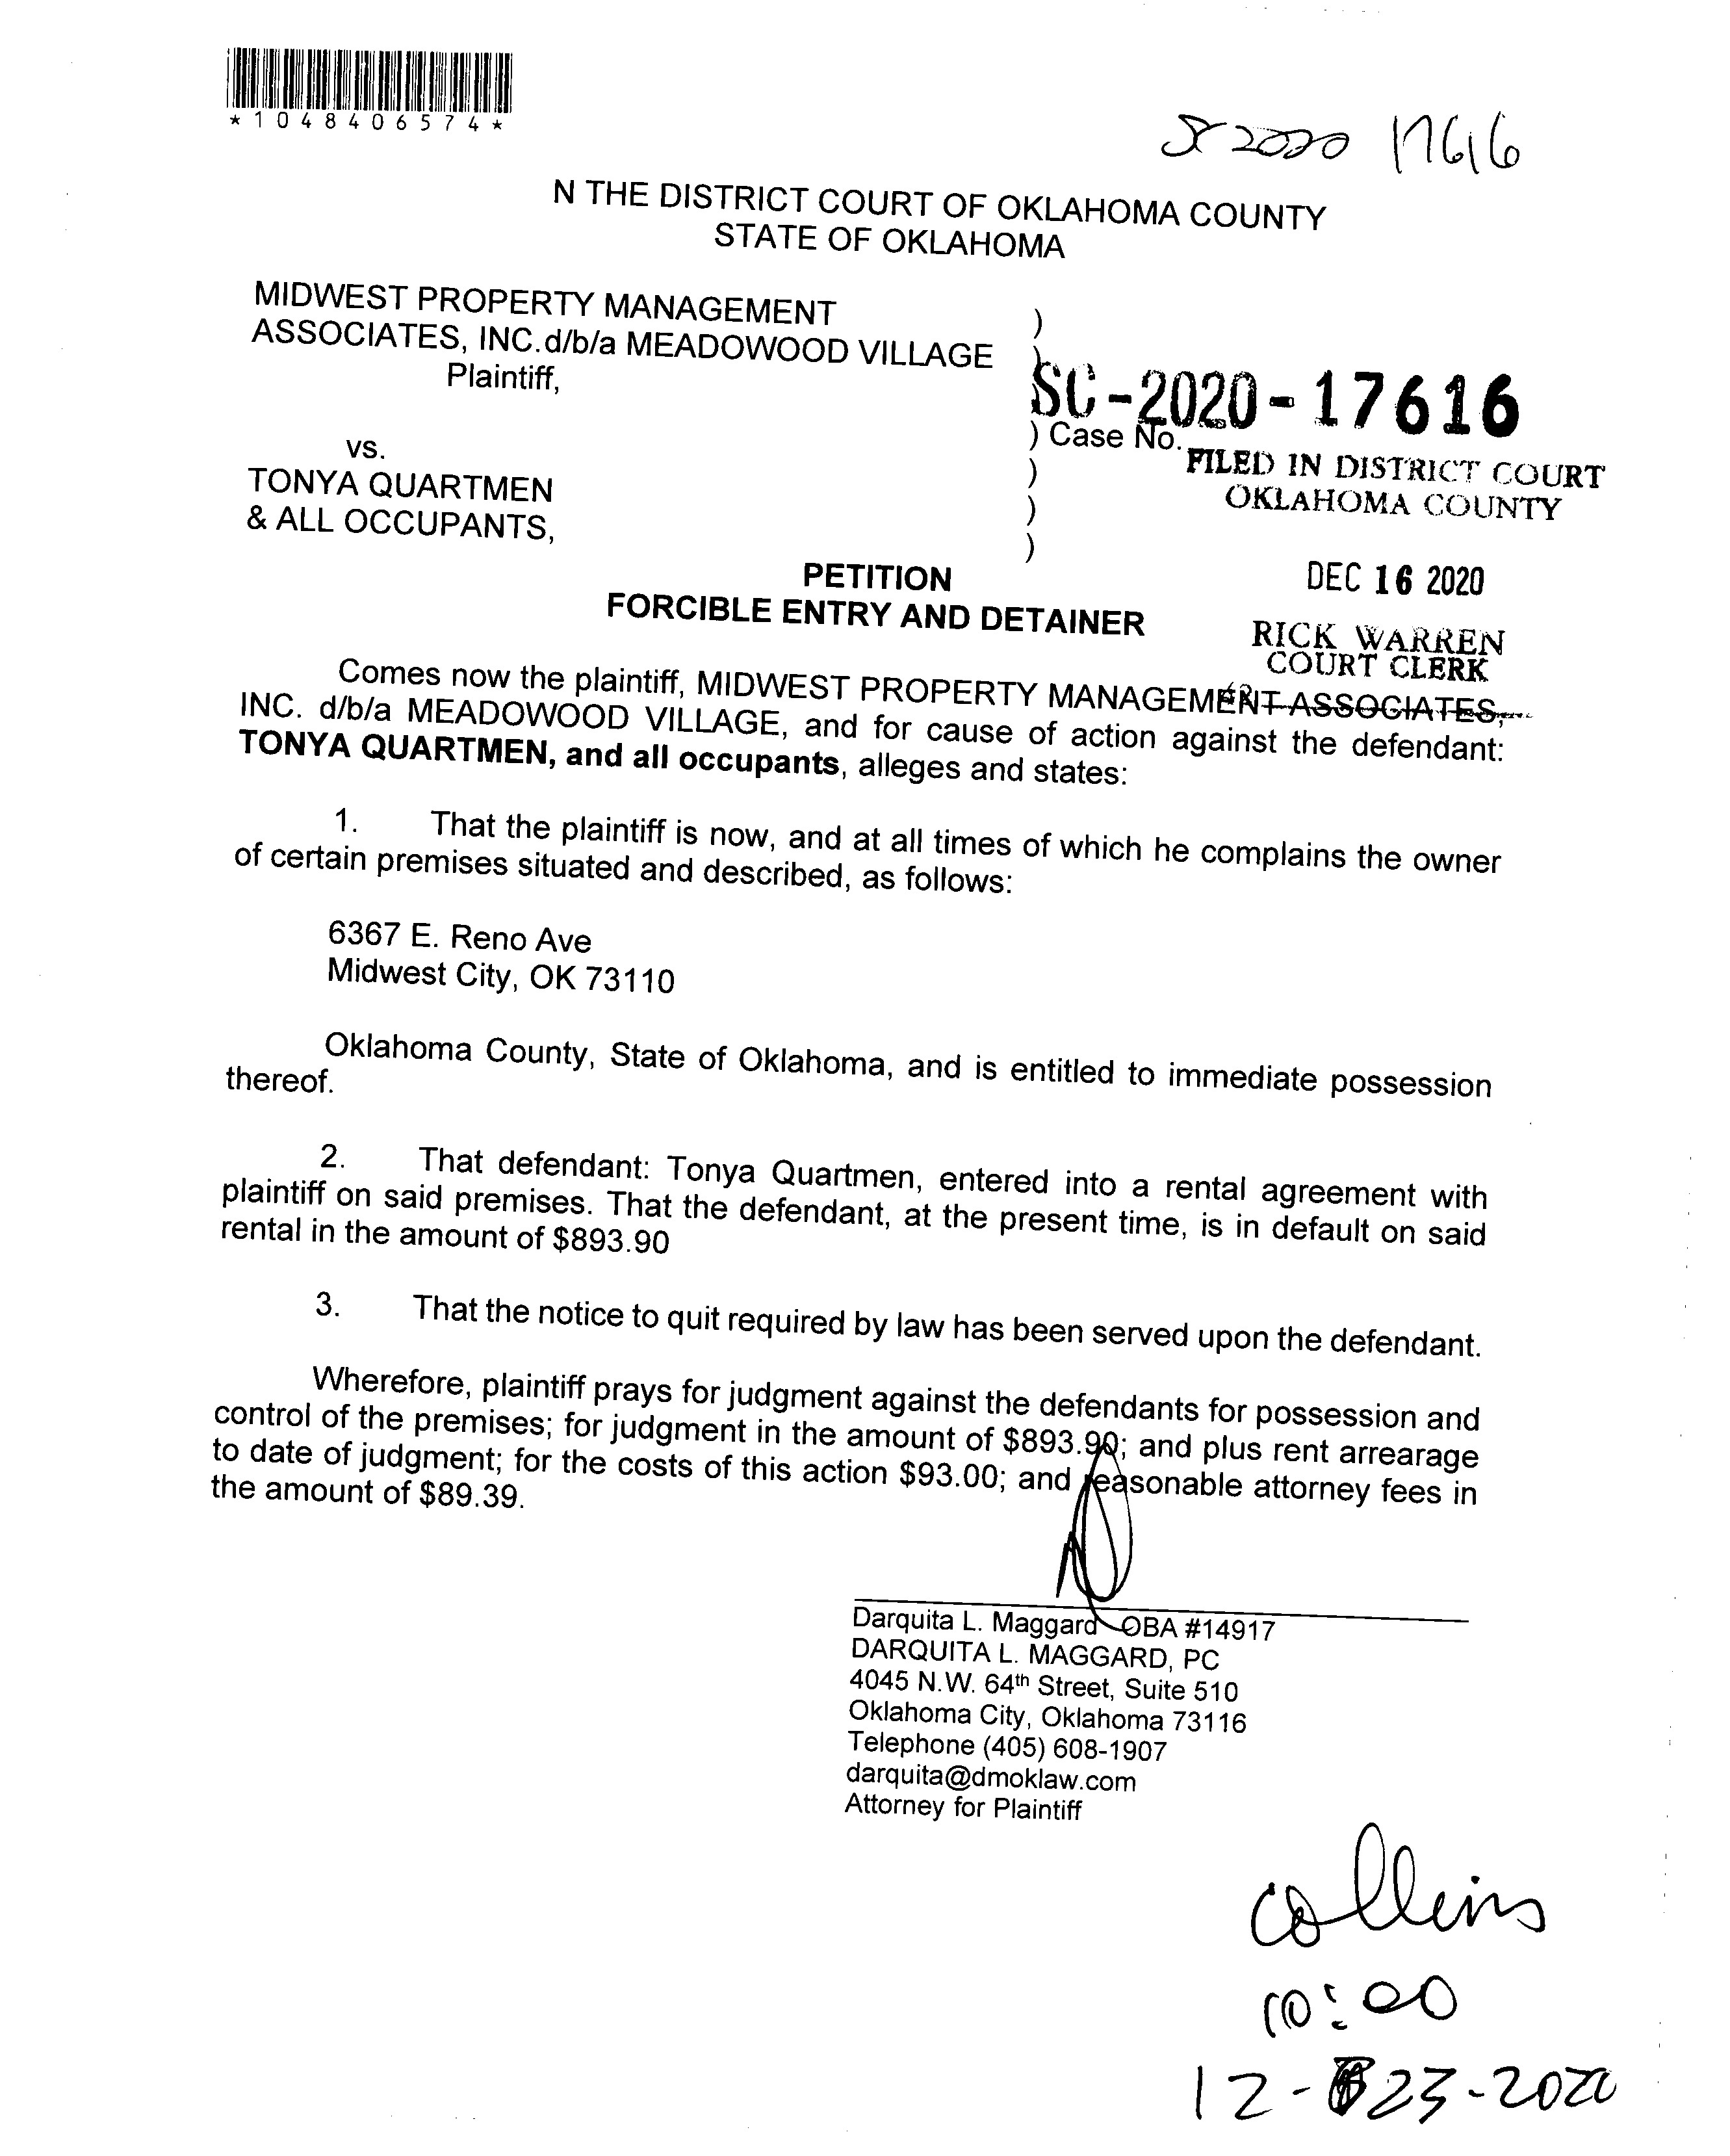 *1048406574*
SC 2020 17616
N THE DISTRICT COURT OF OKLAHOMA COUNTY
STATE OF OKLAHOMA
MIDWEST PROPERTY MANAGEMENT )
ASSOCIATES, INC.d/b/a MEADOWOOD VILLAGE )
Plaintiff,
SC-2020-17616
) Case No.
vs.
FILED IN DISTRICT COURT
OKLAHOMA COUNTY
TONYA QUARTMEN )
& ALL OCCUPANTS, )
)
DEC 16 2020
PETITION
FORCIBLE ENTRY AND DETAINER
RICK WARREN
COURT CLERK
Comes now the plaintiff, MIDWEST PROPERTY MANAGEMENT ASSOCIATES,
INC. d/b/a MEADOWOOD VILLAGE, and for cause of action against the defendant:
TONYA QUARTMEN, and all occupants, alleges and states:
1. That the plaintiff is now, and at all times of which he complains the owner
of certain premises situated and described, as follows:
6367 E. Reno Ave
Midwest City, OK 73110
Oklahoma County, State of Oklahoma, and is entitled to immediate possession
thereof.
2. That defendant: Tonya Quartmen, entered into a rental agreement with
plaintiff on said premises. That the defendant, at the present time, is in default on said
rental in the amount of $893.90
3. That the notice to quit required by law has been served upon the defendant.
Wherefore, plaintiff prays for judgment against the defendants for possession and
control of the premises; for judgment in the amount of $893.90; and plus rent arrearage
to date of judgment; for the costs of this action $93.00; and reasonable attorney fees in
the amount of $89.39.
Darquita L. Maggard OBA #14917
DARQUITA L. MAGGARD, PC
4045 N.W. 64th Street, Suite 510
Oklahoma City, Oklahoma 73116
Telephone (405) 608-1907
darquita@dmoklaw.com
Attorney for Plaintiff
Collins
10:00
12-23-2020